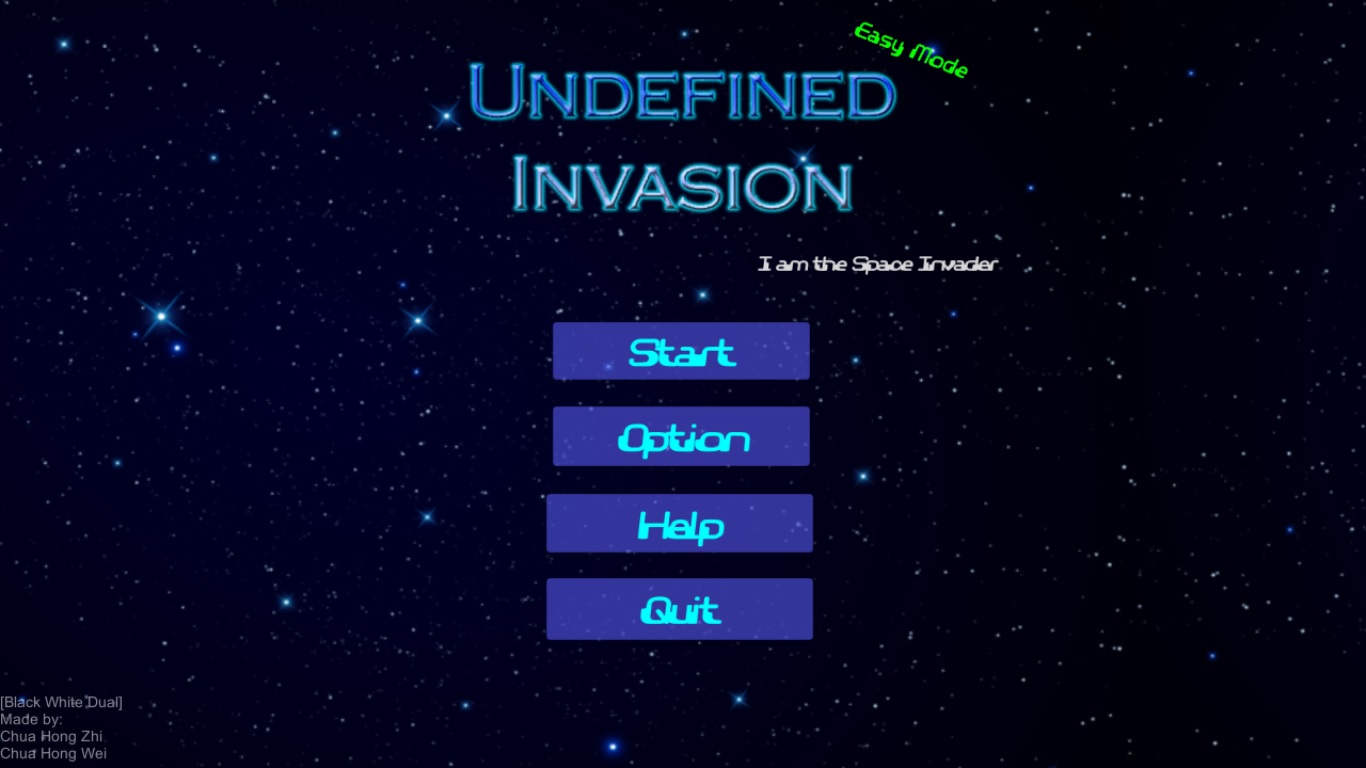 Easy Mode
UNDEFINED
INVASION
I am the Space Invader
Start
Option
Help
Quit
[Black White Dual]
Made by:
Chua Hong Zhi
Chua Hong Wei